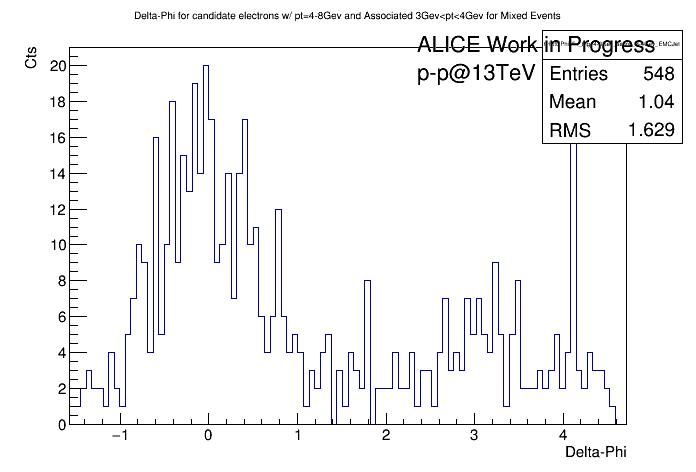 Delta-Phi for candidate electrons w/ pt=4-8Gev and Associated 3Gev<pt<4Gev for Mixed Events
Cts
ALICE Work in Progress
p-p@13TeV
EMCJet
Entries 548
Mean 1.04
RMS 1.629
20
18
16
14
12
10
8
6
4
2
0
−1 0 1 2 3 4
Delta-Phi